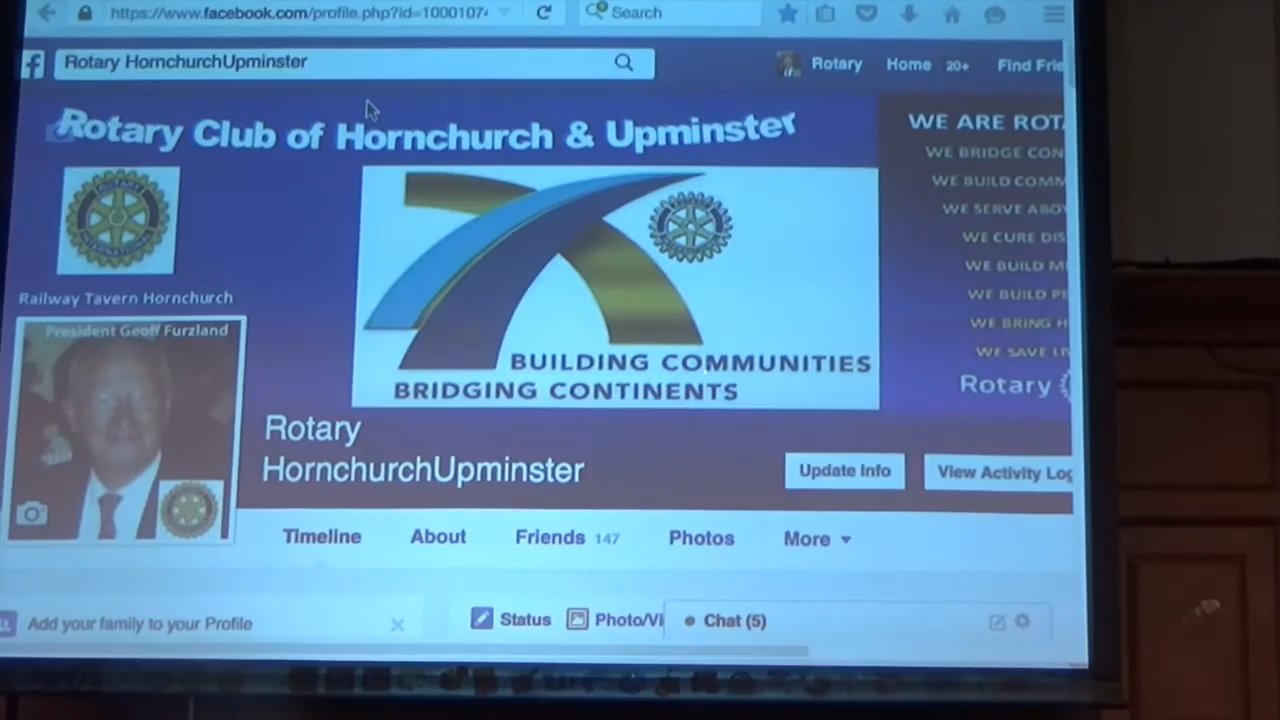 https://www.facebook.com/profile.php?id=1000107
Search
Rotary HornchurchUpminster
Rotary Home 20+ Find Frie
Rotary Club of Hornchurch & Upminster
WE ARE ROTA
WE BRIDGE CON
WE BUILD COMM
WE SERVE ABOV
WE CURE DIS
WE BUILD M
WE BUILD PE
WE BRING H
WE SAVE LI
Rotary
ROTARY
INTERNATIONAL
Railway Tavern Hornchurch
President Geoff Furzland
BUILDING COMMUNITIES
BRIDGING CONTINENTS
Rotary
HornchurchUpminster
Update Info
View Activity Log
Timeline About Friends 147 Photos More
Add your family to your Profile
Status Photo/Vi
Chat (5)